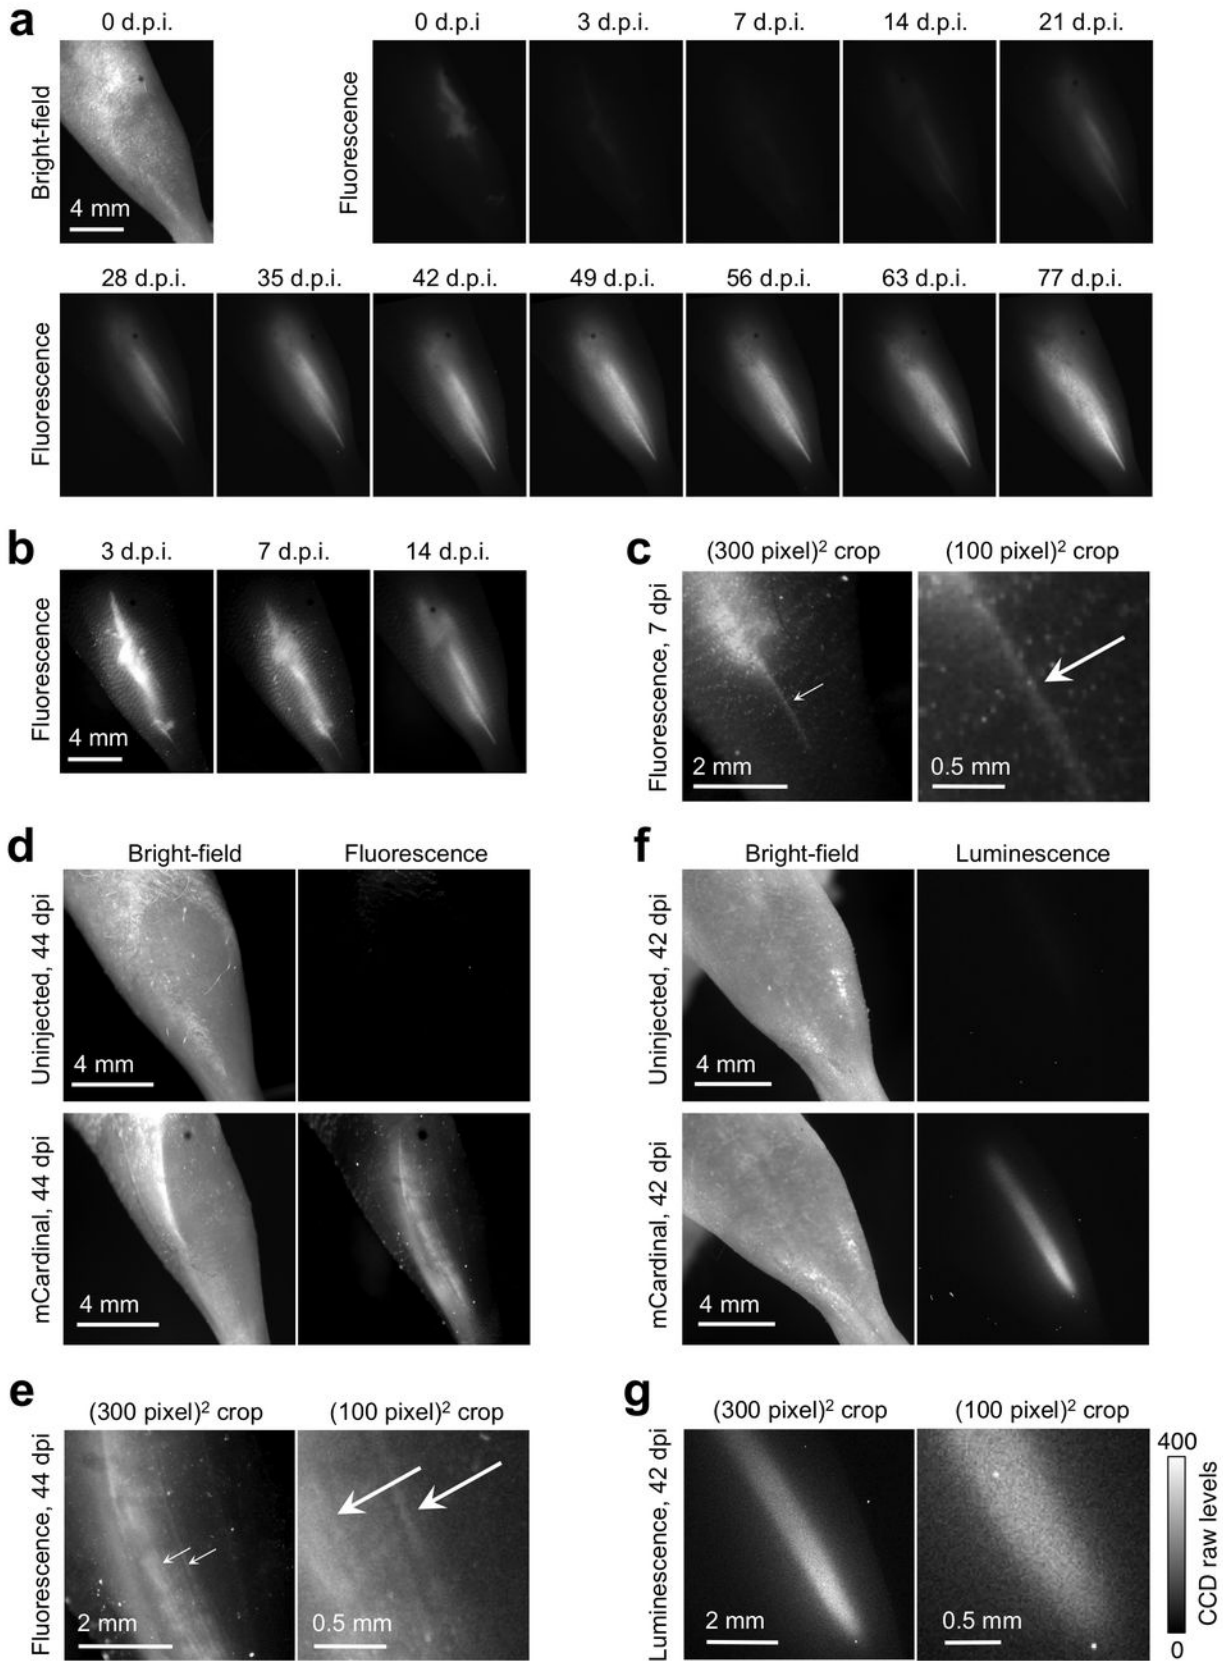 a
0 d.p.i.
0 d.p.i
3 d.p.i.
7 d.p.i.
14 d.p.i.
21 d.p.i.
Bright-field
4 mm
Fluorescence
28 d.p.i.
35 d.p.i.
42 d.p.i.
49 d.p.i.
56 d.p.i.
63 d.p.i.
77 d.p.i.
Fluorescence
b
3 d.p.i.
7 d.p.i.
14 d.p.i.
Fluorescence
4 mm
c
(300 pixel)² crop
(100 pixel)² crop
Fluorescence, 7 dpi
2 mm
0.5 mm
d
Bright-field
Fluorescence
Uninjected, 44 dpi
4 mm
mCardinal, 44 dpi
4 mm
f
Bright-field
Luminescence
Uninjected, 42 dpi
4 mm
mCardinal, 42 dpi
4 mm
e
(300 pixel)² crop
(100 pixel)² crop
Fluorescence, 44 dpi
2 mm
0.5 mm
g
(300 pixel)² crop
(100 pixel)² crop
Luminescence, 42 dpi
2 mm
0.5 mm
400
CCD raw levels
0